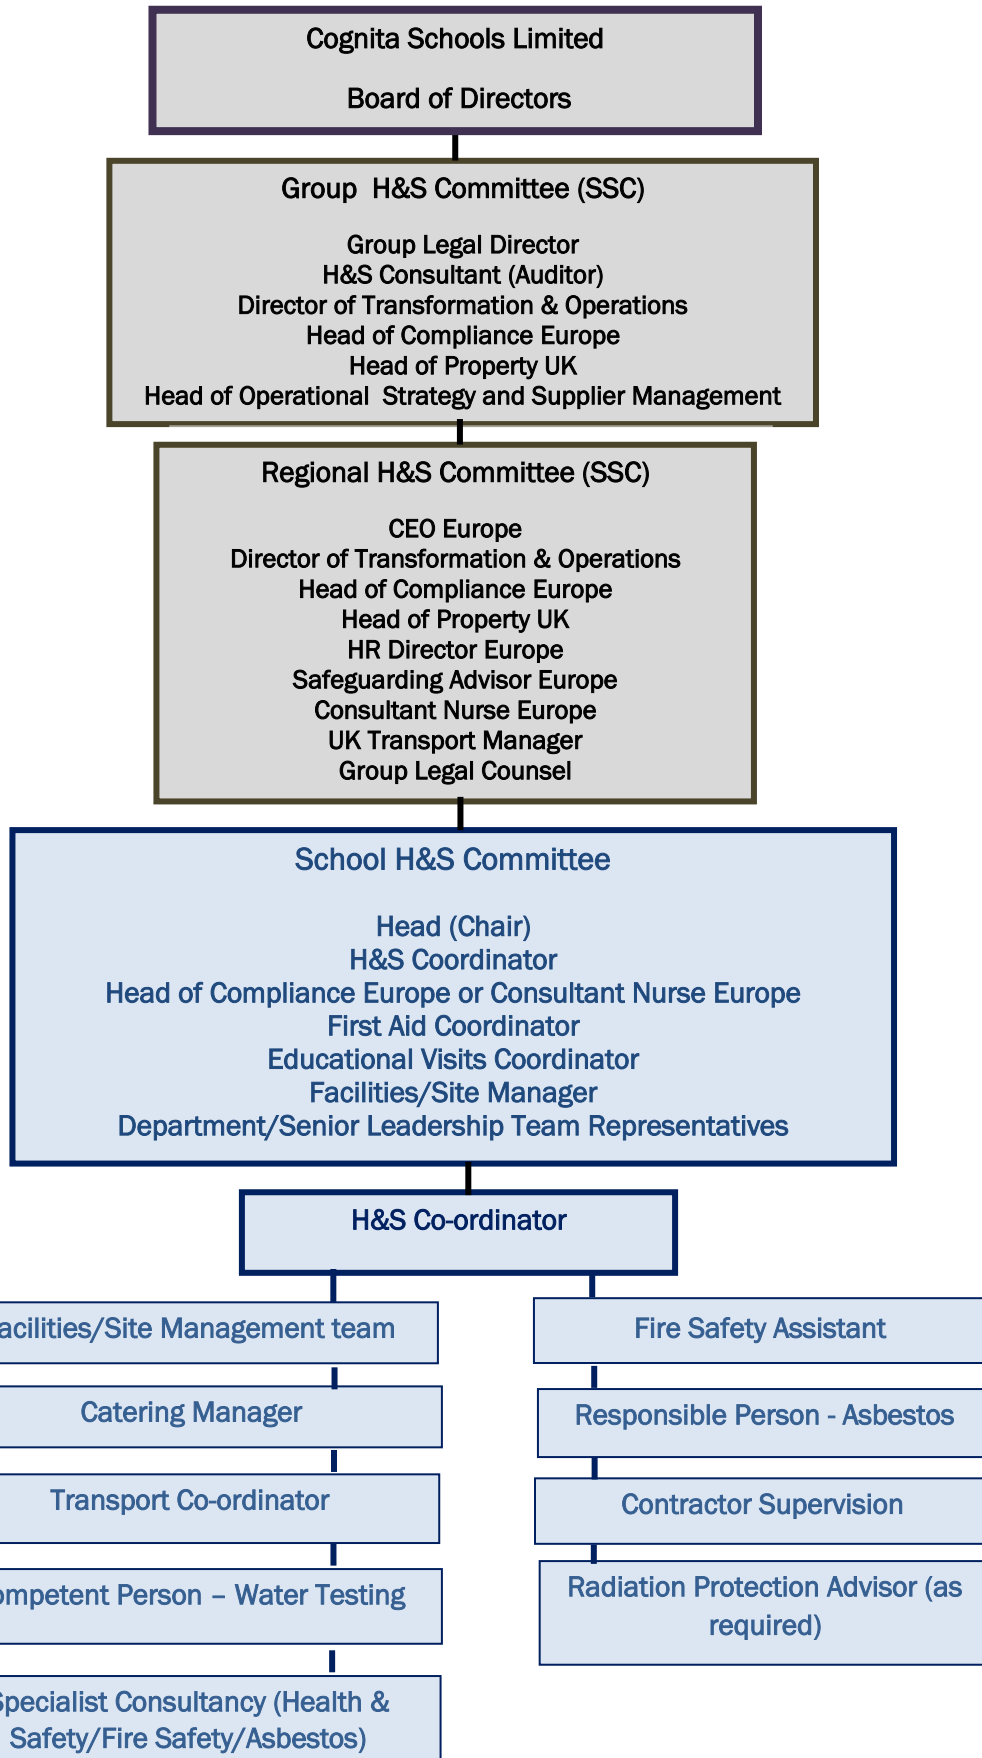 Cognita Schools Limited
Board of Directors
Group H&S Committee (SSC)
Group Legal Director
H&S Consultant (Auditor)
Director of Transformation & Operations
Head of Compliance Europe
Head of Property UK
Head of Operational Strategy and Supplier Management
Regional H&S Committee (SSC)
CEO Europe
Director of Transformation & Operations
Head of Compliance Europe
Head of Property UK
HR Director Europe
Safeguarding Advisor Europe
Consultant Nurse Europe
UK Transport Manager
Group Legal Counsel
School H&S Committee
Head (Chair)
H&S Coordinator
Head of Compliance Europe or Consultant Nurse Europe
First Aid Coordinator
Educational Visits Coordinator
Facilities/Site Manager
Department/Senior Leadership Team Representatives
H&S Co-ordinator
acilities/Site Management team
Catering Manager
Transport Co-ordinator
ompetent Person – Water Testing
Specialist Consultancy (Health &
Safety/Fire Safety/Asbestos)
Fire Safety Assistant
Responsible Person - Asbestos
Contractor Supervision
Radiation Protection Advisor (as
required)